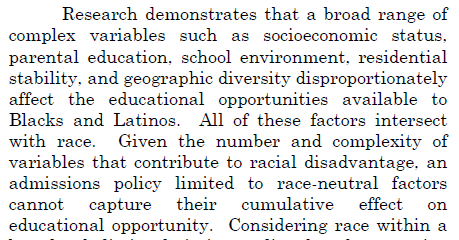 Research demonstrates that a broad range of
complex variables such as socioeconomic status,
parental education, school environment, residential
stability, and geographic diversity disproportionately
affect the educational opportunities available to
Blacks and Latinos. All of these factors intersect
with race. Given the number and complexity of
variables that contribute to racial disadvantage, an
admissions policy limited to race-neutral factors
cannot capture their cumulative effect on
educational opportunity. Considering race within a